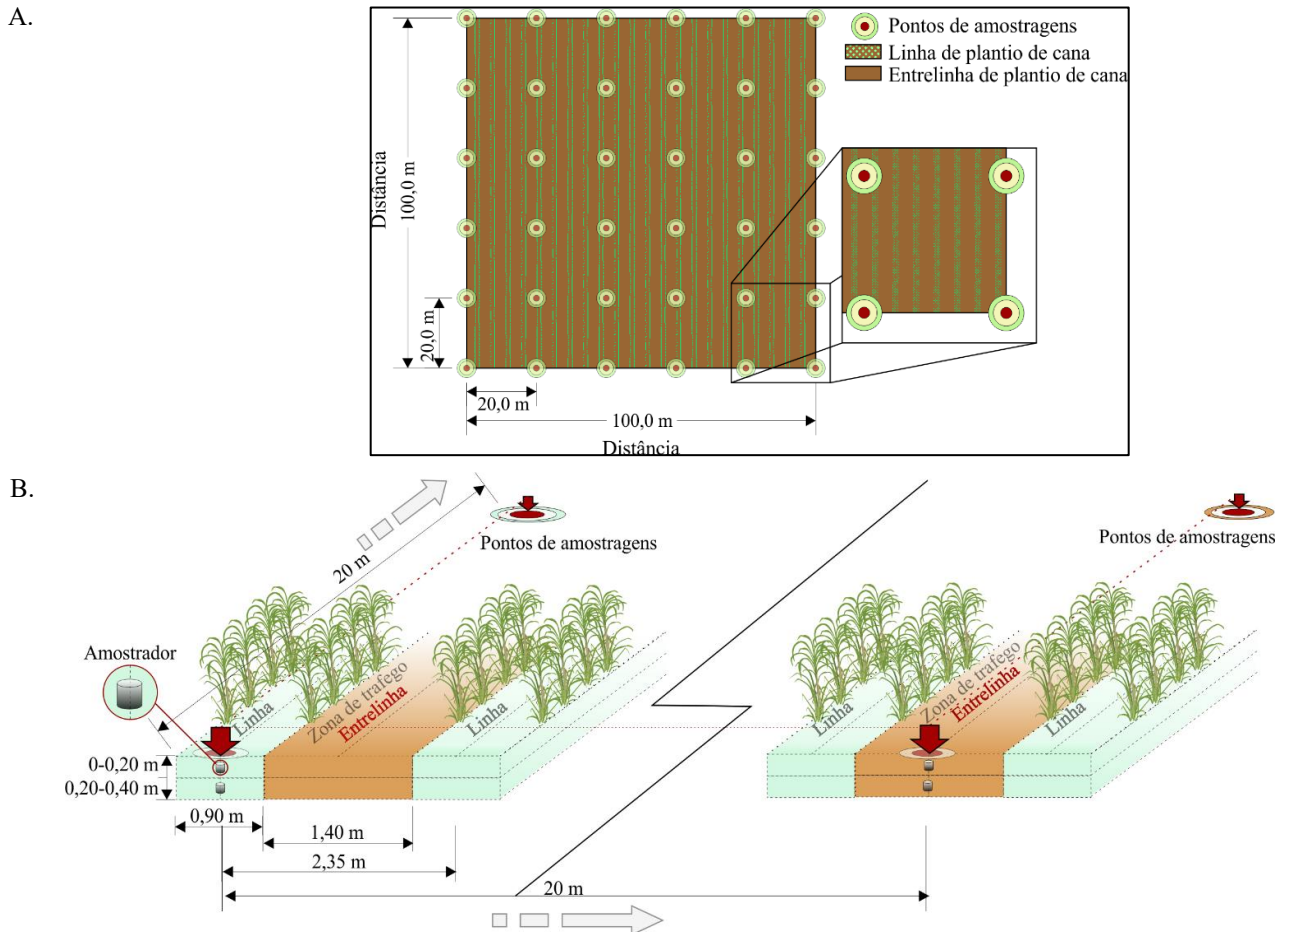 A.
Pontos de amostragens
Linha de plantio de cana
Entrelinha de plantio de cana
Distância
100,0 m
20,0 m
20,0 m
100,0 m
Distância
B.
20 m
Pontos de amostragens
Pontos de amostragens
Amostrador
Linha
Zona de trafego
Entrelinha
Linha
Linha
Zona de trafego
Entrelinha
Linha
0-0,20 m
0,20-0,40 m
0,90 m
1,40 m
2,35 m
20 m